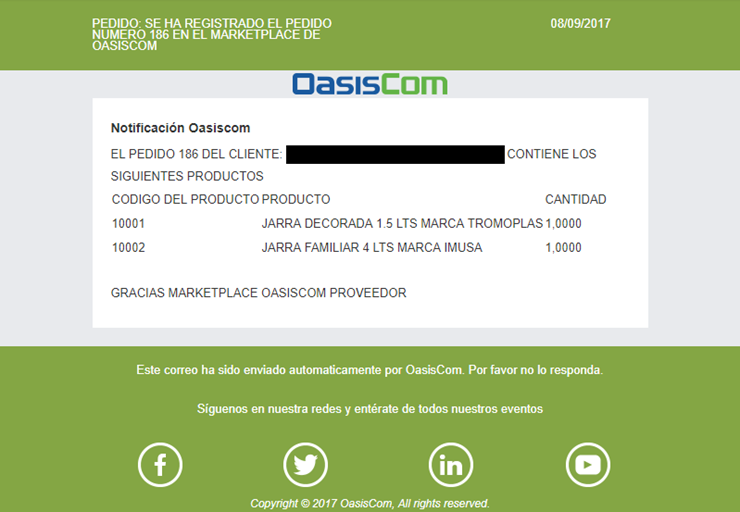 PEDIDO: SE HA REGISTRADO EL PEDIDO 08/09/2017
NUMERO 186 EN EL MARKETPLACE DE
OASISCOM
OasisCom
Notificación Oasiscom
EL PEDIDO 186 DEL CLIENTE: CONTIENE LOS
SIGUIENTES PRODUCTOS
CODIGO DEL PRODUCTO PRODUCTO CANTIDAD
10001 JARRA DECORADA 1.5 LTS MARCA TROMOPLAS 1,0000
10002 JARRA FAMILIAR 4 LTS MARCA IMUSA 1,0000
GRACIAS MARKETPLACE OASISCOM PROVEEDOR
Este correo ha sido enviado automaticamente por OasisCom. Por favor no lo responda.
Síguenos en nuestra redes y entérate de todos nuestros eventos
Copyright © 2017 OasisCom, All rights reserved.